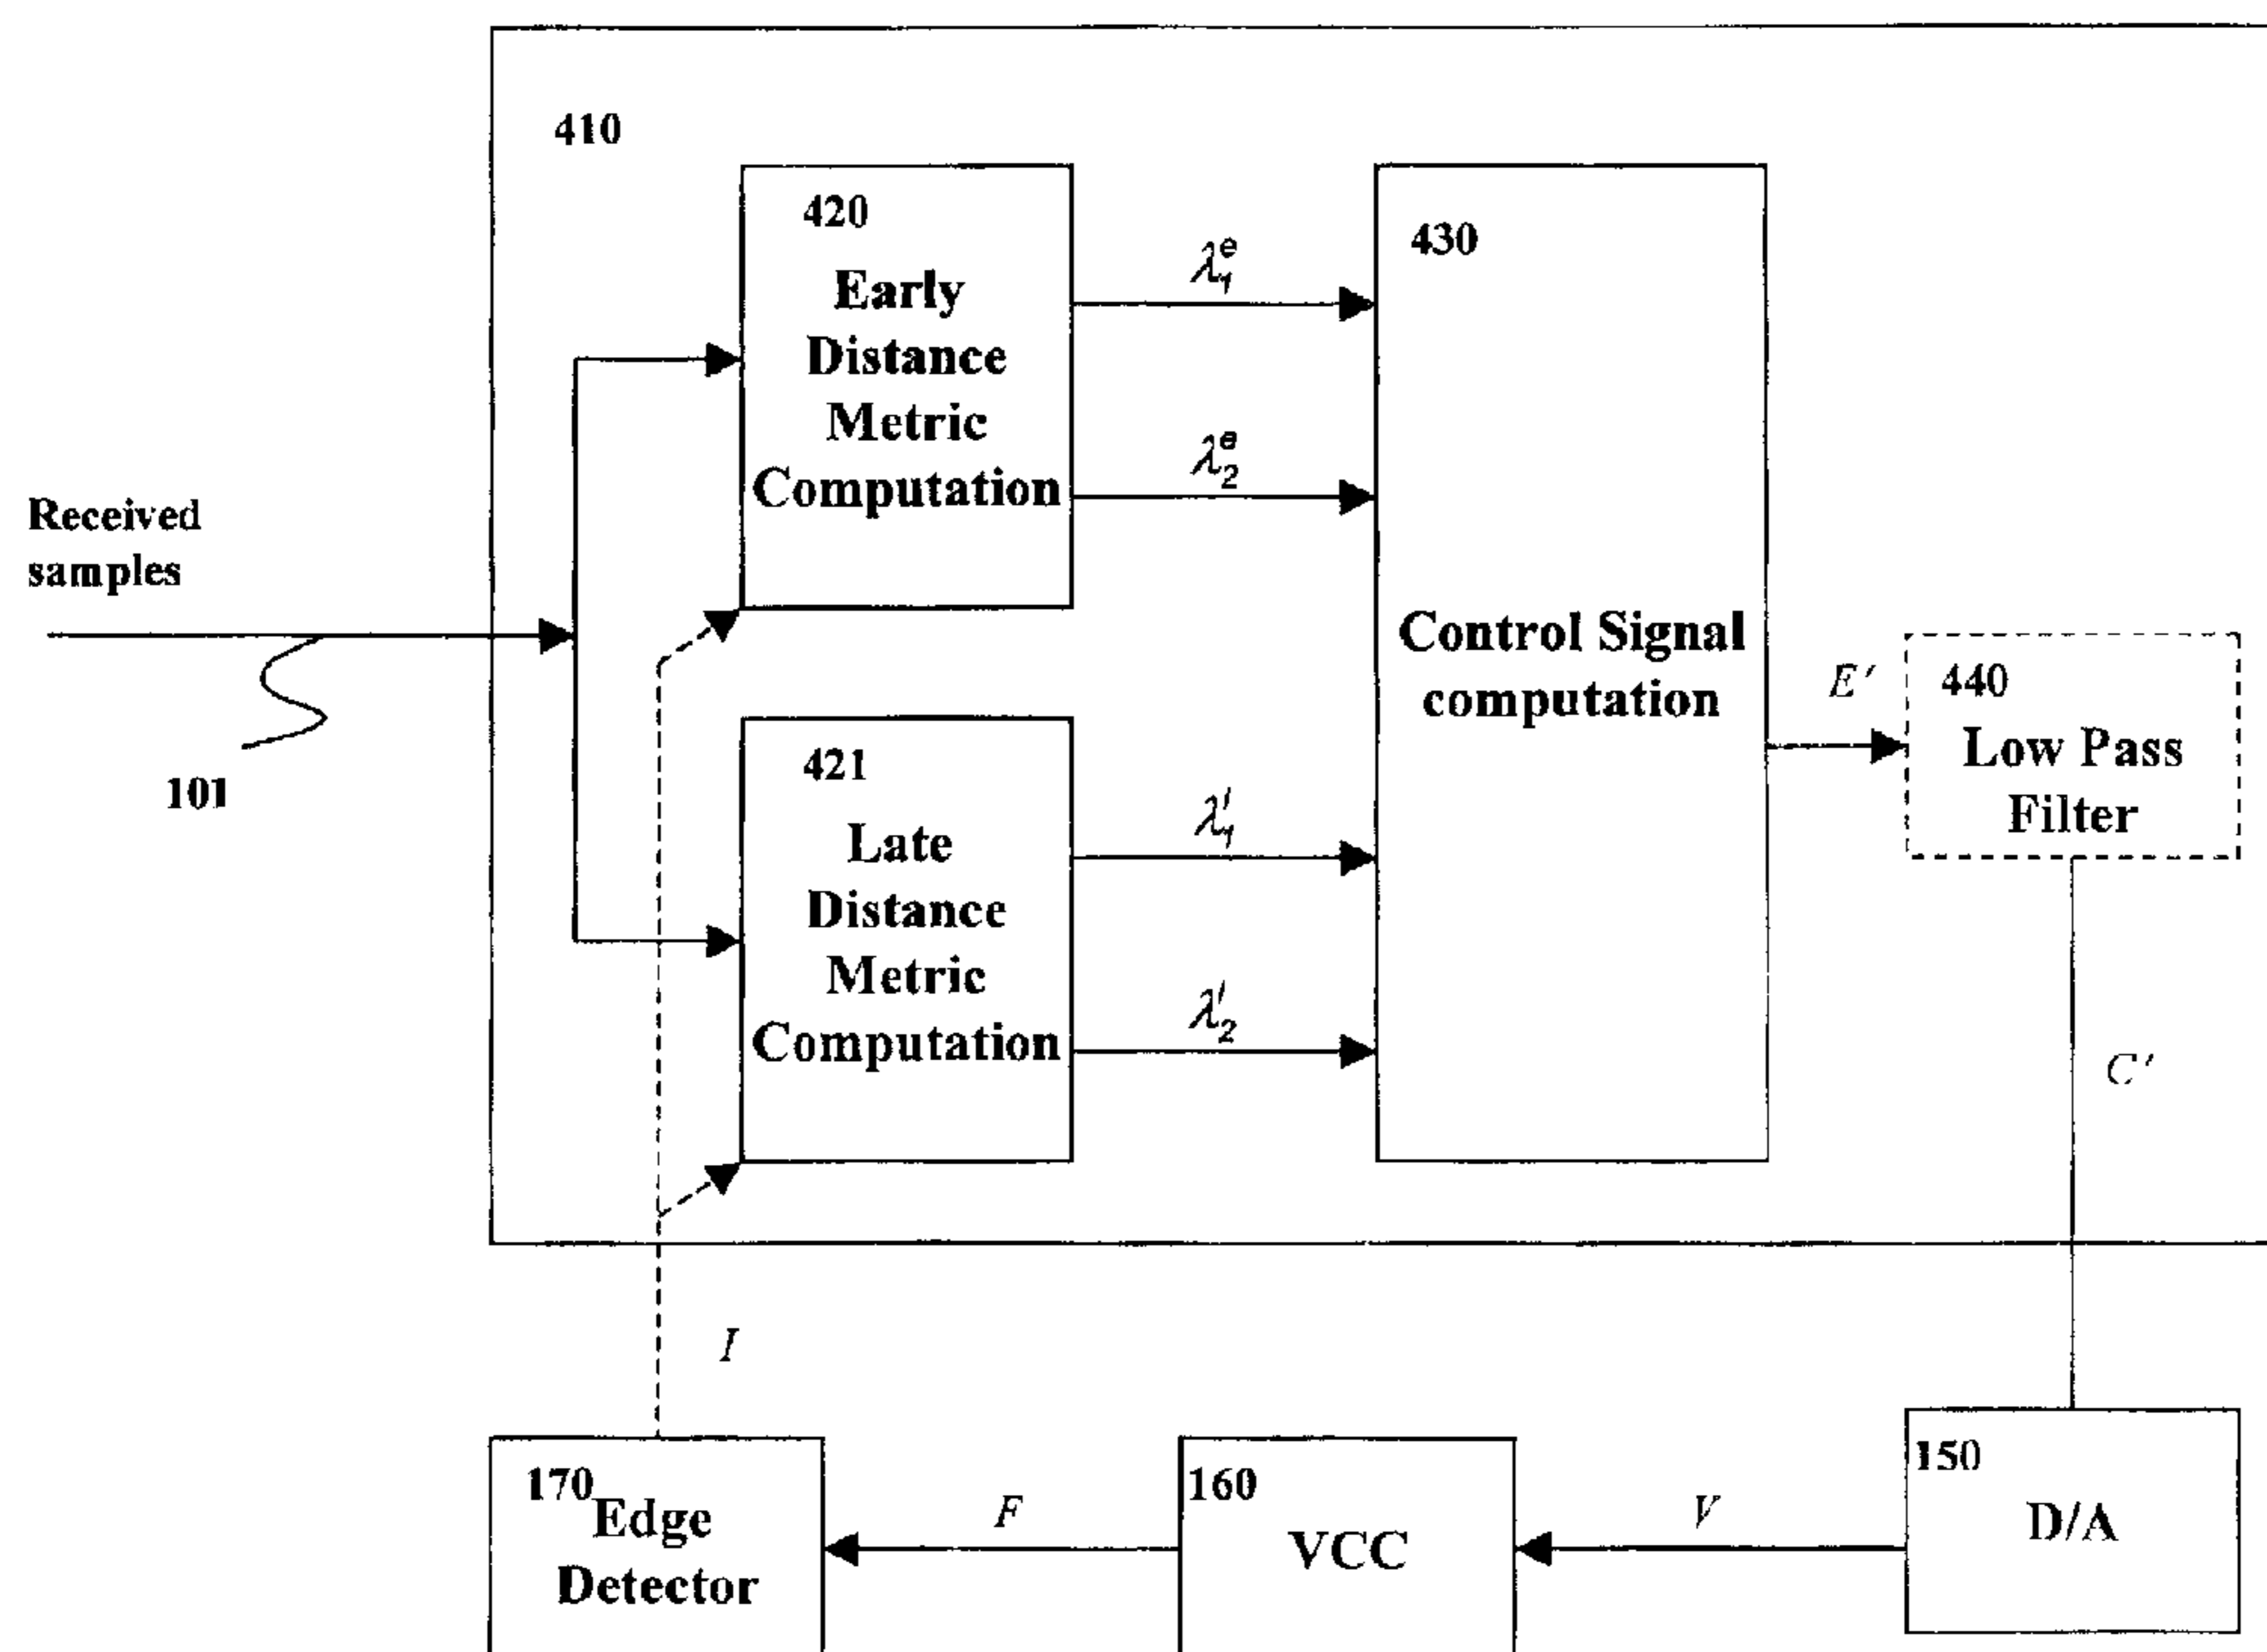 410
420
Early
Distance
Metric
Computation
λ₁ᵉ
λ₂ᵉ
430
Control Signal
computation
Received
samples
101
421
Late
Distance
Metric
Computation
λ₁ˡ
λ₂ˡ
E'
440
Low Pass
Filter
C'
I
170
Edge
Detector
F
160
VCC
V
150
D/A